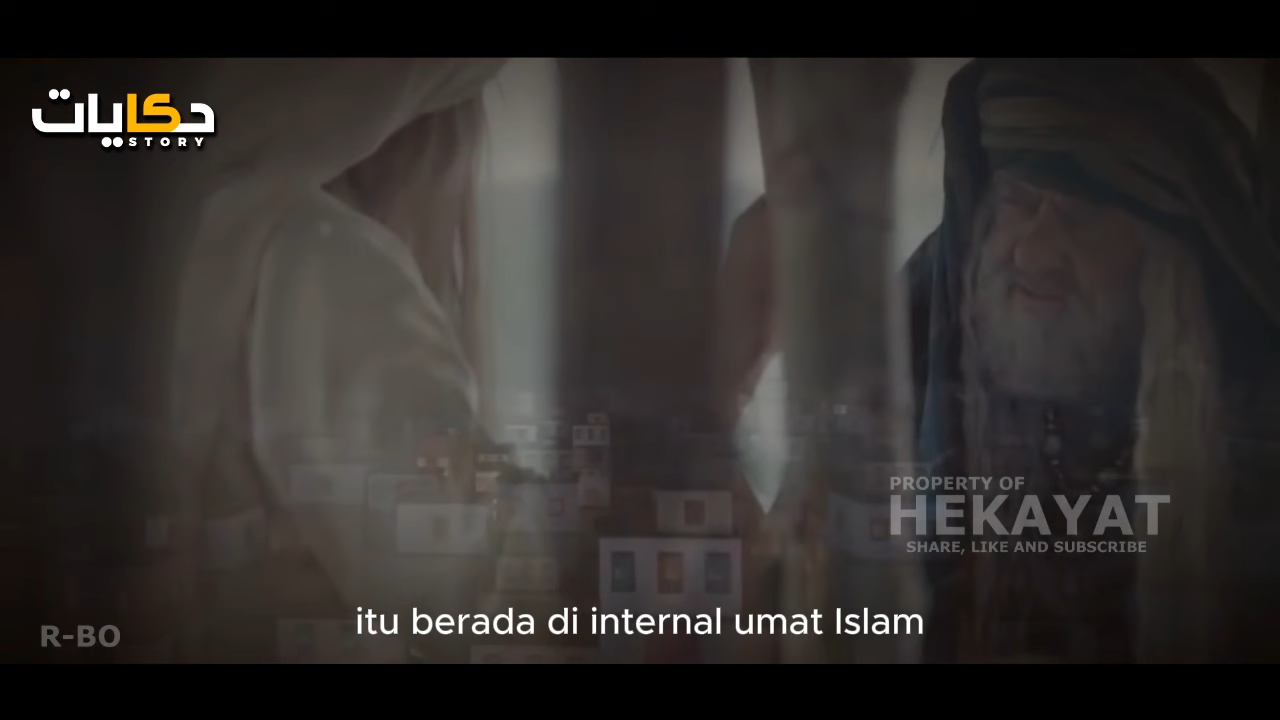 حكايات
STORY
PROPERTY OF
HEKAYAT
SHARE, LIKE AND SUBSCRIBE
itu berada di internal umat Islam
R-BO